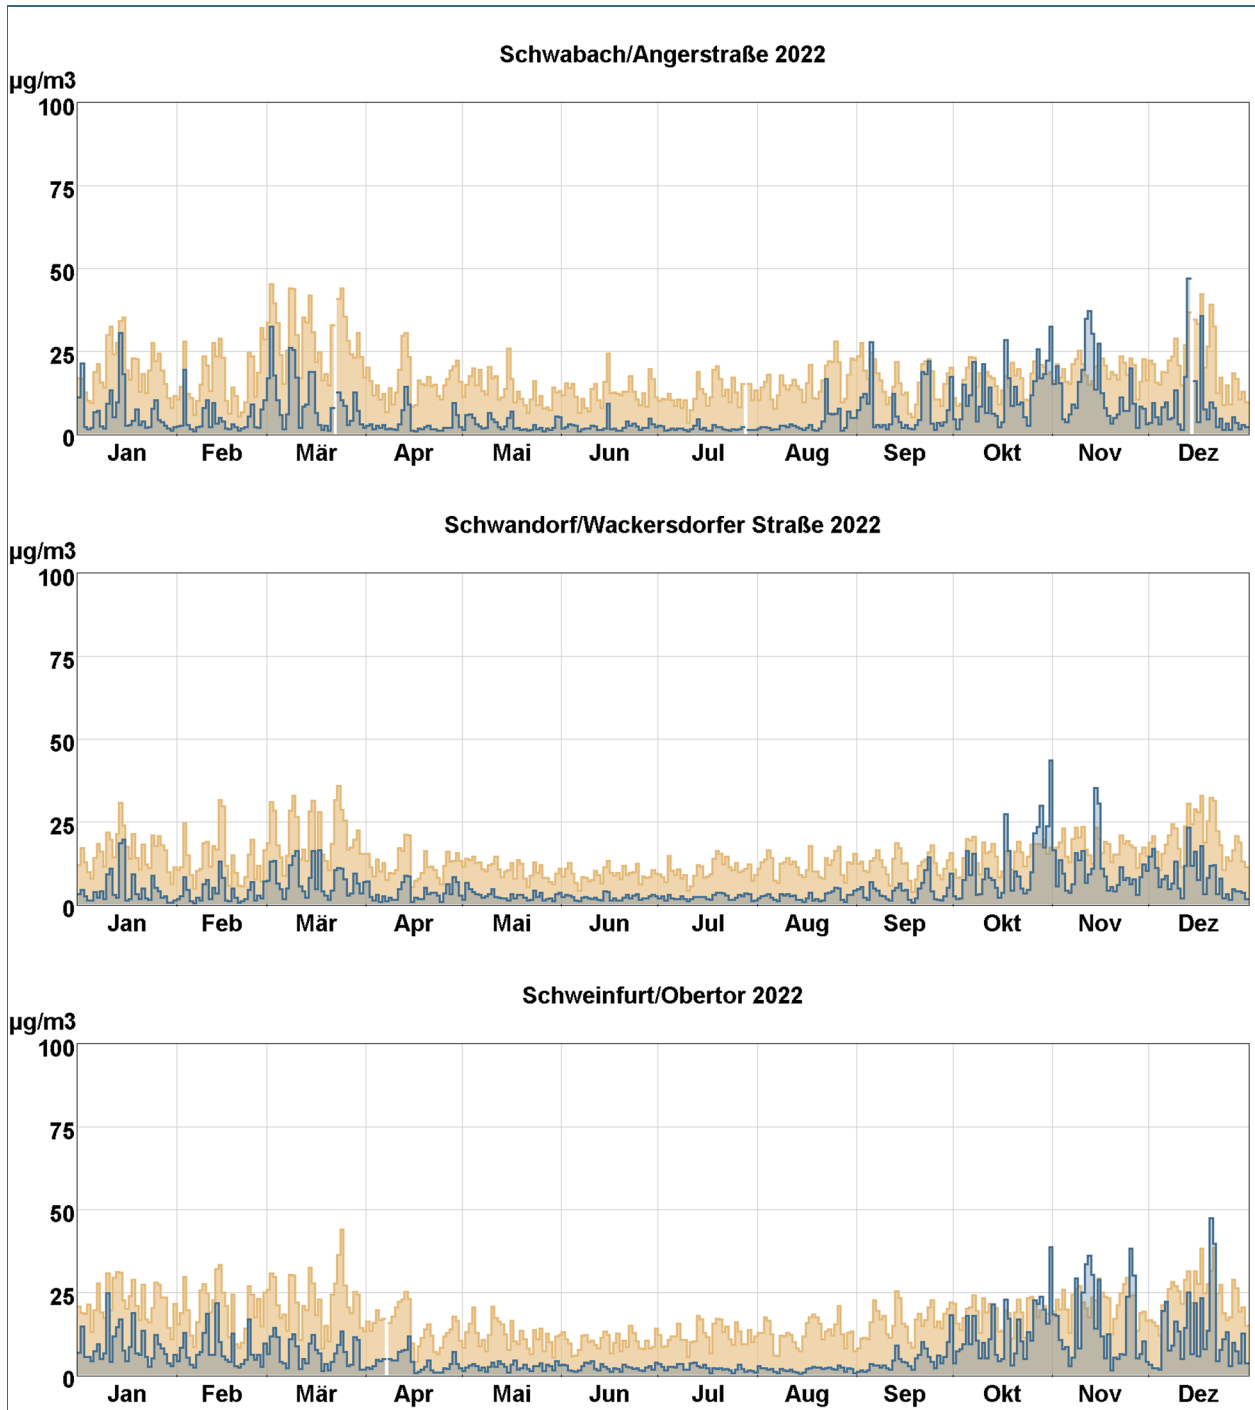 Schwabach/Angerstraße 2022
µg/m3
100
75
50
25
0
Jan Feb Mär Apr Mai Jun Jul Aug Sep Okt Nov Dez
Schwandorf/Wackersdorfer Straße 2022
µg/m3
100
75
50
25
0
Jan Feb Mär Apr Mai Jun Jul Aug Sep Okt Nov Dez
Schweinfurt/Obertor 2022
µg/m3
100
75
50
25
0
Jan Feb Mär Apr Mai Jun Jul Aug Sep Okt Nov Dez